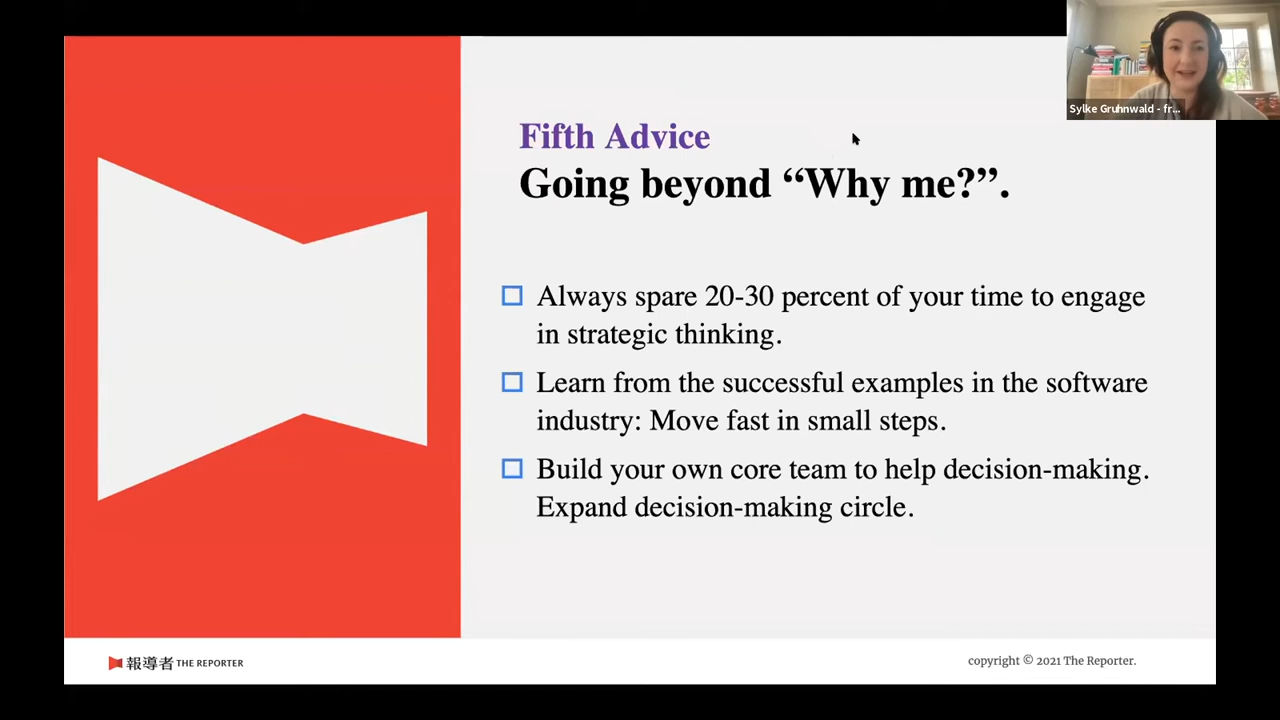 Sylke Gruhnwald - fr...
Fifth Advice
Going beyond “Why me?”.
Always spare 20-30 percent of your time to engage
in strategic thinking.
Learn from the successful examples in the software
industry: Move fast in small steps.
Build your own core team to help decision-making.
Expand decision-making circle.
報導者 THE REPORTER
copyright © 2021 The Reporter.